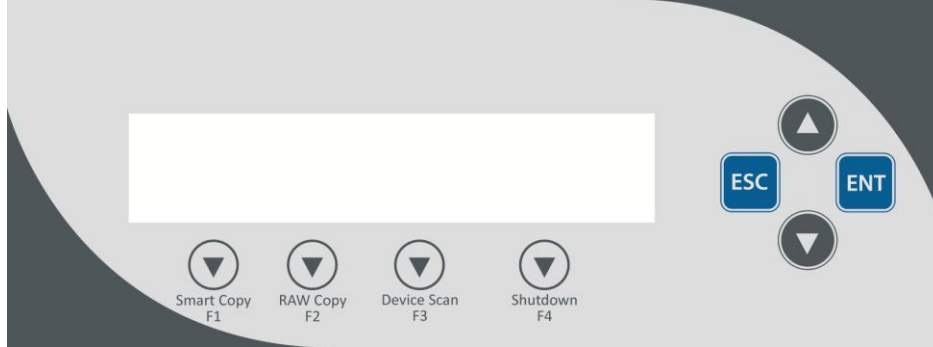 ESC
ENT
Smart Copy
F1
RAW Copy
F2
Device Scan
F3
Shutdown
F4